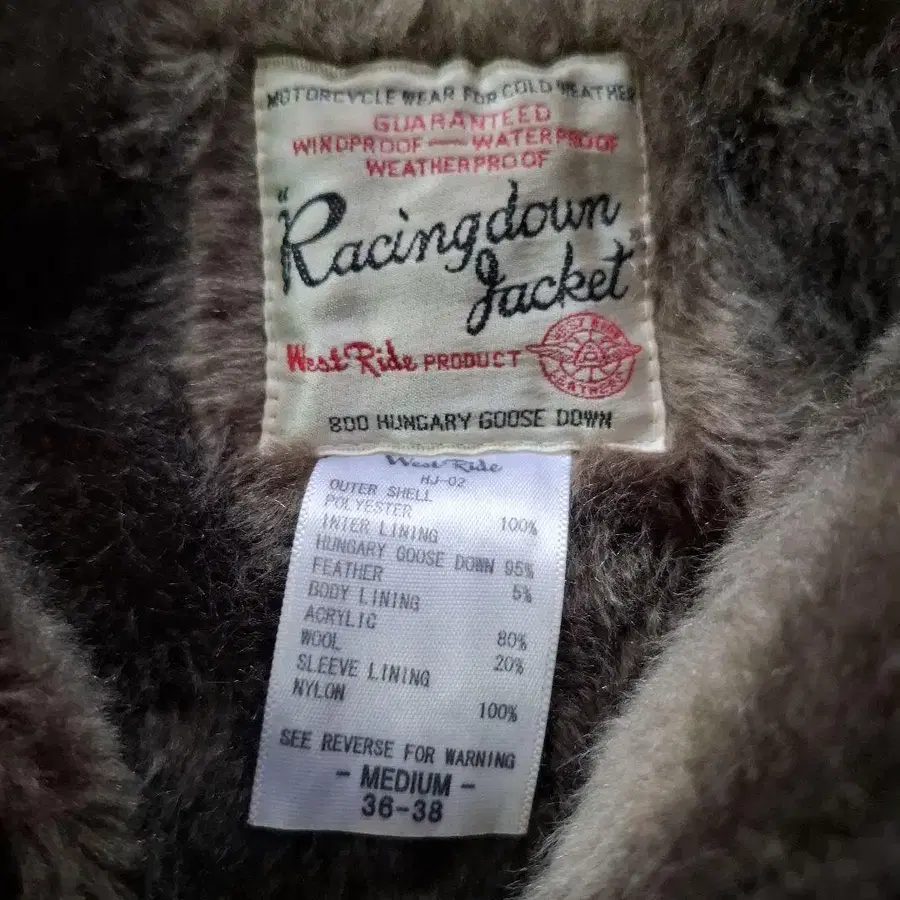 MOTORCYCLE WEAR FOR COLD WEATHER
GUARANTEED
WINDPROOF — WATERPROOF
WEATHERPROOF
"Racingdown
Jacket"
West Ride PRODUCT
WEST RIDE
800 HUNGARY GOOSE DOWN
West Ride
HJ-02
OUTER SHELL
POLYESTER 100%
INTER LINING
HUNGARY GOOSE DOWN 95%
FEATHER 5%
BODY LINING
ACRYLIC 80%
WOOL 20%
SLEEVE LINING
NYLON 100%
SEE REVERSE FOR WARNING
- MEDIUM -
36-38